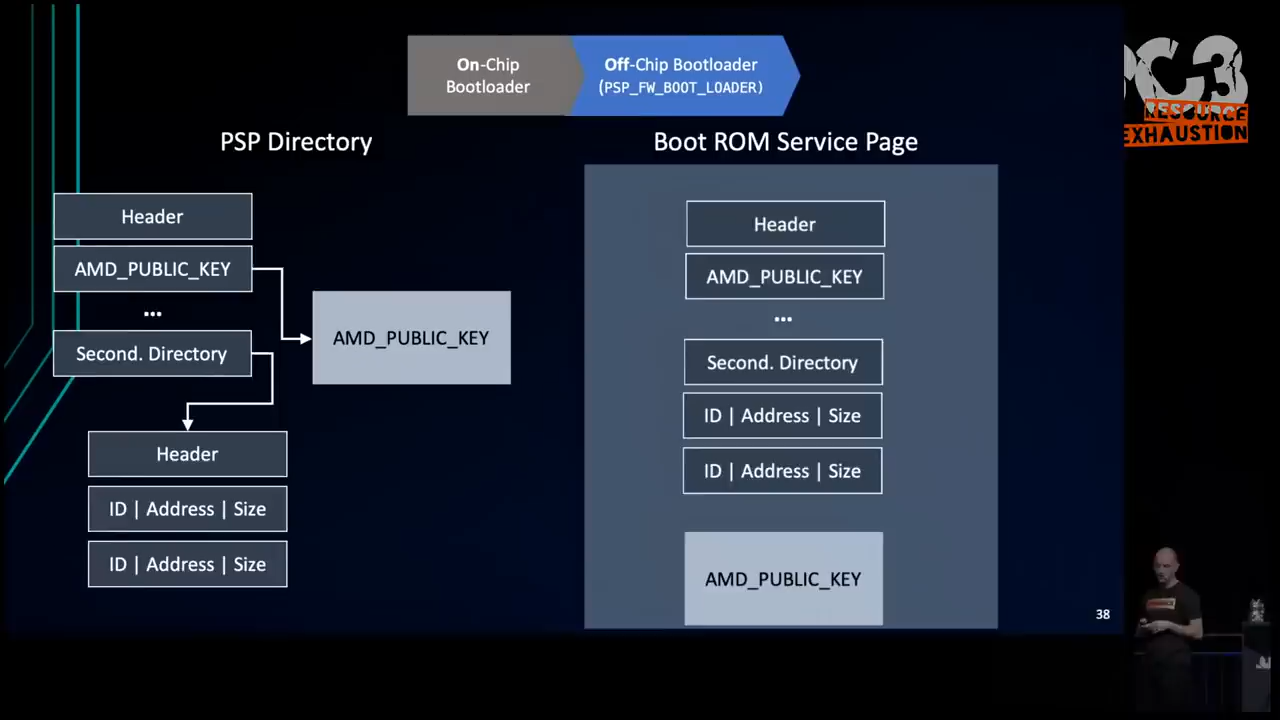 On-Chip
Bootloader
Off-Chip Bootloader
(PSP_FW_BOOT_LOADER)
PSP Directory
Header
AMD_PUBLIC_KEY
...
Second. Directory
AMD_PUBLIC_KEY
Header
ID | Address | Size
ID | Address | Size
Boot ROM Service Page
Header
AMD_PUBLIC_KEY
...
Second. Directory
ID | Address | Size
ID | Address | Size
AMD_PUBLIC_KEY
38
C3
RESOURCE
EXHAUSTION